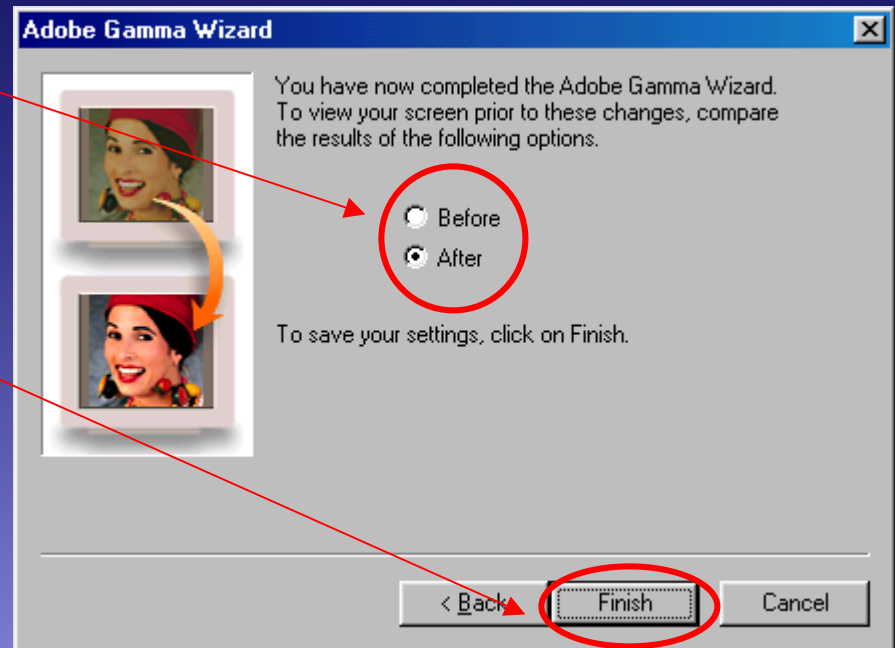 Adobe Gamma Wizard
You have now completed the Adobe Gamma Wizard.
To view your screen prior to these changes, compare
the results of the following options.
Before
After
To save your settings, click on Finish.
< Back
Finish
Cancel